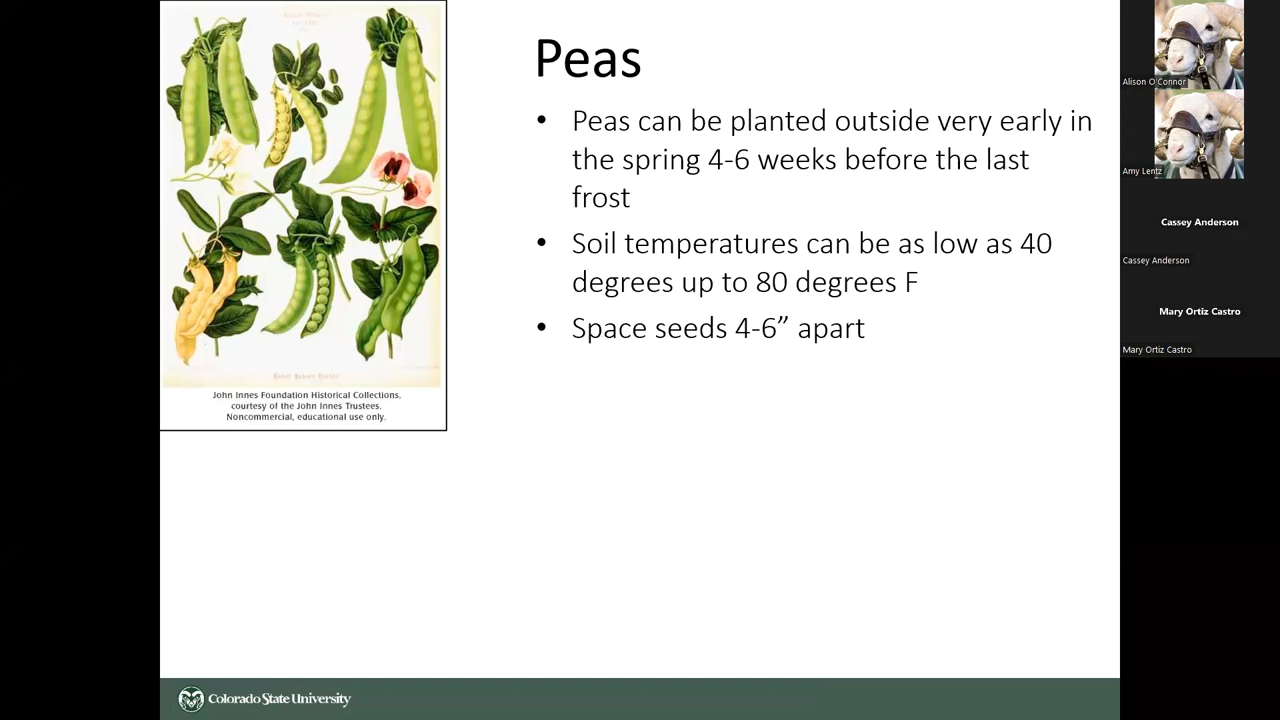 Peas
• Peas can be planted outside very early in
the spring 4-6 weeks before the last
frost
• Soil temperatures can be as low as 40
degrees up to 80 degrees F
• Space seeds 4-6” apart
John Innes Foundation Historical Collections,
courtesy of the John Innes Trustees.
Noncommercial, educational use only.
Colorado State University
Alison O'Connor
Amy Lentz
Cassey Anderson
Cassey Anderson
Mary Ortiz Castro
Mary Ortiz Castro